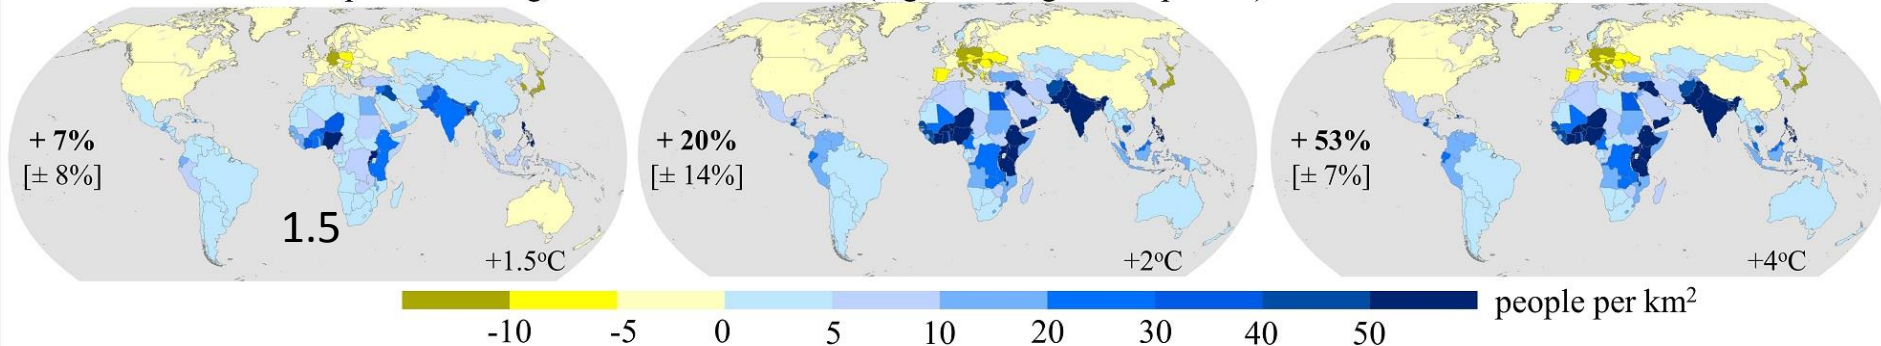 + 7%
[± 8%]
1.5
+1.5°C
+ 20%
[± 14%]
+2°C
+ 53%
[± 7%]
+4°C
people per km²
-10 -5 0 5 10 20 30 40 50